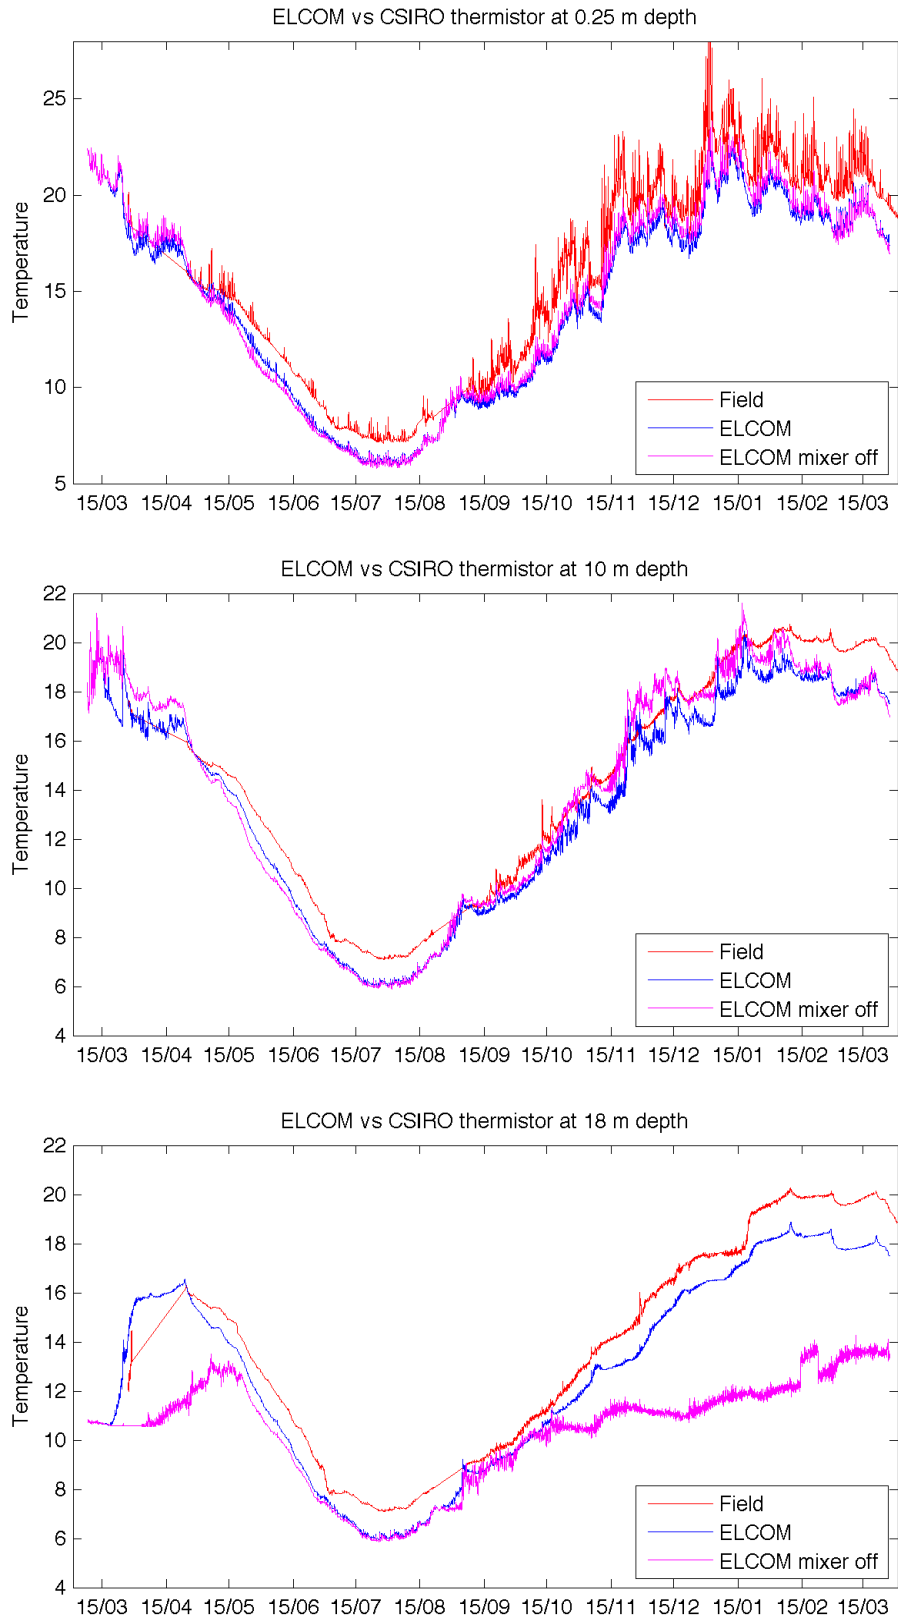 ELCOM vs CSIRO thermistor at 0.25 m depth
25
20
15
10
5
Temperature
15/03 15/04 15/05 15/06 15/07 15/08 15/09 15/10 15/11 15/12 15/01 15/02 15/03
Field
ELCOM
ELCOM mixer off
ELCOM vs CSIRO thermistor at 10 m depth
22
20
18
16
14
12
10
8
6
4
Temperature
15/03 15/04 15/05 15/06 15/07 15/08 15/09 15/10 15/11 15/12 15/01 15/02 15/03
Field
ELCOM
ELCOM mixer off
ELCOM vs CSIRO thermistor at 18 m depth
22
20
18
16
14
12
10
8
6
4
Temperature
15/03 15/04 15/05 15/06 15/07 15/08 15/09 15/10 15/11 15/12 15/01 15/02 15/03
Field
ELCOM
ELCOM mixer off